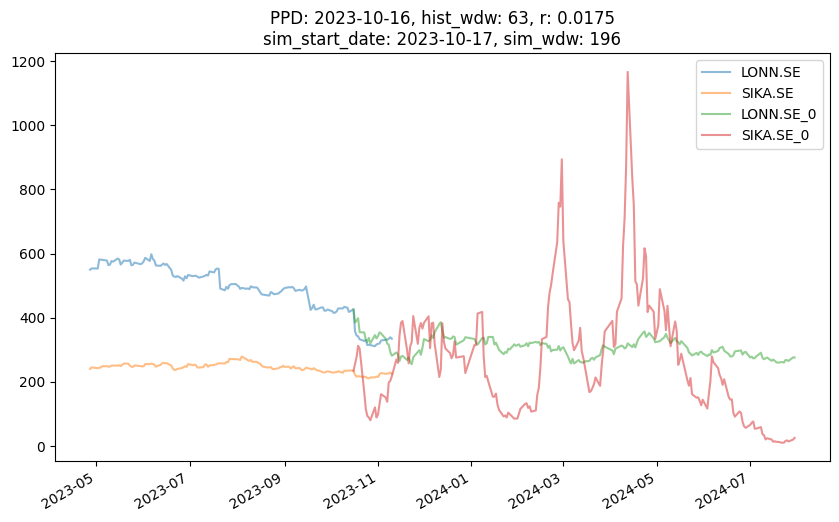 PPD: 2023-10-16, hist_wdw: 63, r: 0.0175
sim_start_date: 2023-10-17, sim_wdw: 196
1200
1000
800
600
400
200
0
LONN.SE
SIKA.SE
LONN.SE_0
SIKA.SE_0
2023-05
2023-07
2023-09
2023-11
2024-01
2024-03
2024-05
2024-07